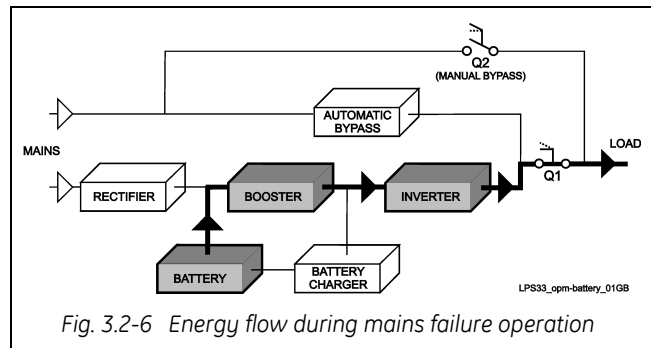 Q2
(MANUAL BYPASS)
AUTOMATIC
BYPASS
MAINS
LOAD
Q1
RECTIFIER
BOOSTER
INVERTER
BATTERY
BATTERY
CHARGER
LPS33_opm-battery_01GB
Fig. 3.2-6 Energy flow during mains failure operation